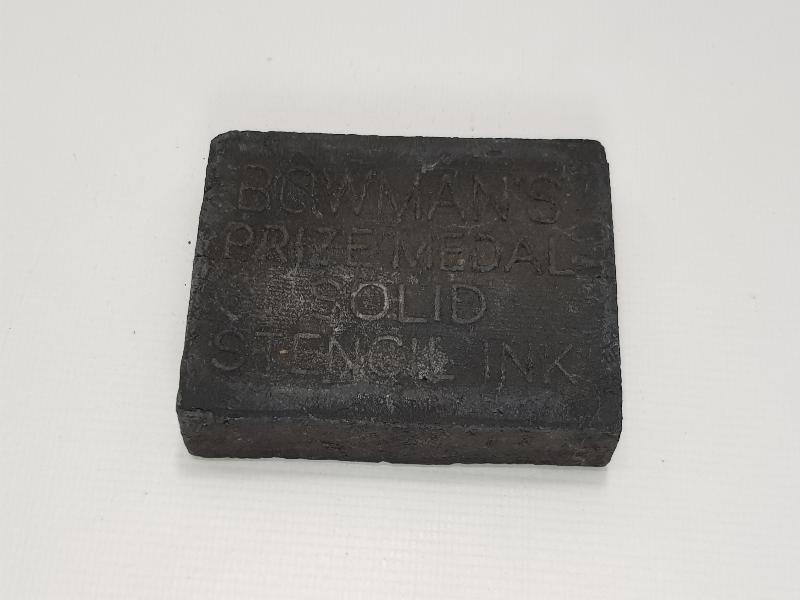 BOWMAN'S
PRIZE MEDAL
SOLID
STENCIL INK